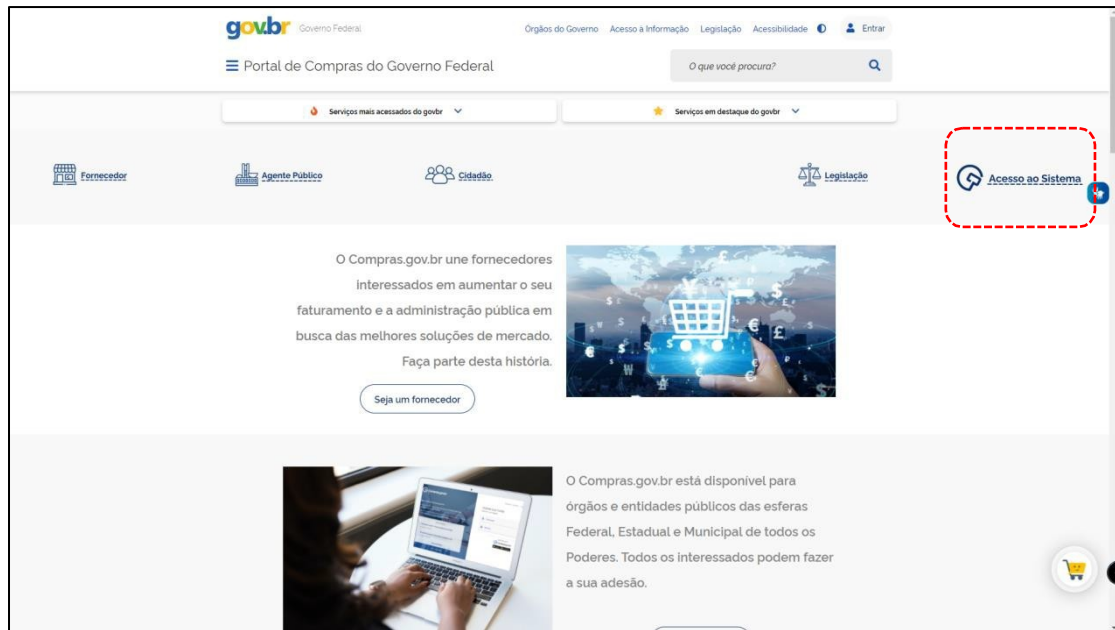 gov.br Governo Federal
Órgãos do Governo Acesso à Informação Legislação Acessibilidade Entrar
Portal de Compras do Governo Federal
O que você procura?
Serviços mais acessados do govbr
Serviços em destaque do govbr
Fornecedor
Agente Público
Cidadão
Legislação
Acesso ao Sistema
O Compras.gov.br une fornecedores
interessados em aumentar o seu
faturamento e a administração pública em
busca das melhores soluções de mercado.
Faça parte desta história.
Seja um fornecedor
O Compras.gov.br está disponível para
órgãos e entidades públicos das esferas
Federal, Estadual e Municipal de todos os
Poderes. Todos os interessados podem fazer
a sua adesão.